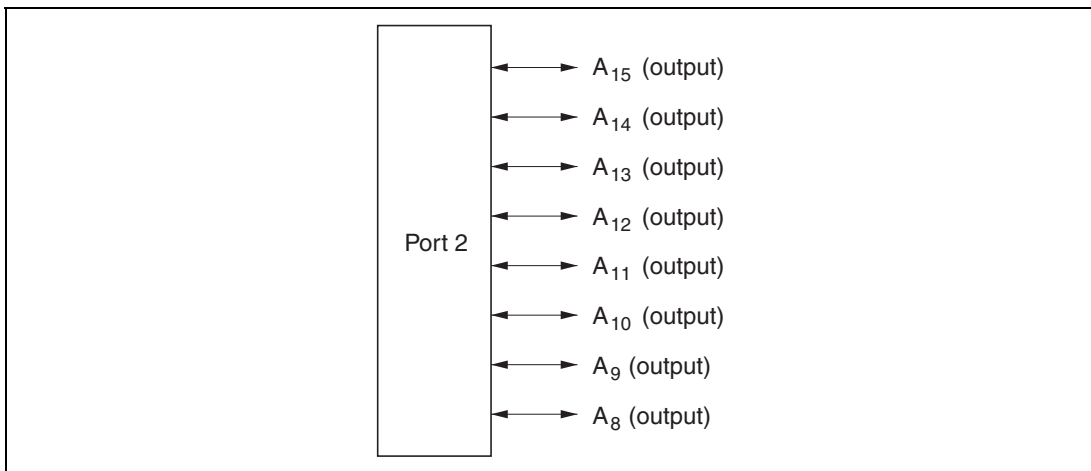 A15 (output)
A14 (output)
A13 (output)
A12 (output)
Port 2
A11 (output)
A10 (output)
A9 (output)
A8 (output)